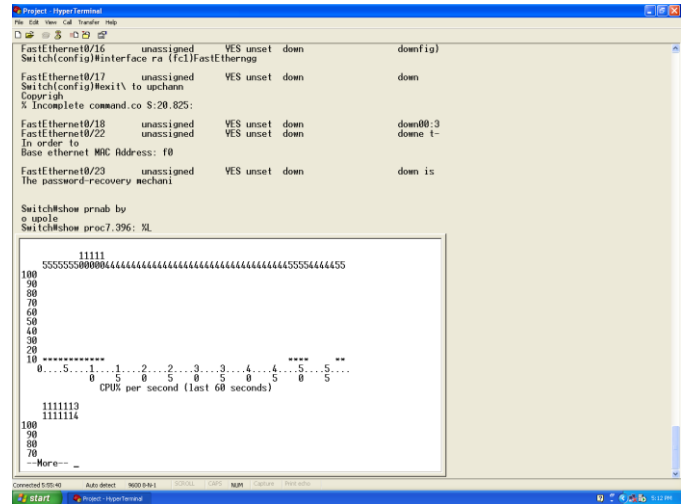 Project - HyperTerminal
File Edit View Call Transfer Help
FastEthernet0/16 unassigned YES unset down downfig)
Switch(config)#interface ra (fc1)FastEtherngg
FastEthernet0/17 unassigned YES unset down down
Switch(config)#exit\ to upchann
Copyrigh
% Incomplete command.co S:20.825:
FastEthernet0/18 unassigned YES unset down down00:3
FastEthernet0/22 unassigned YES unset down downe t-
In order to
Base ethernet MAC Address: f0
FastEthernet0/23 unassigned YES unset down down is
The password-recovery mechani
Switch#show prnab by
o upole
Switch#show proc7.396: %L
11111
100
90
80
70
60
50
40
30
20
10 ************ **** **
0....5....1....1....2....2....3....3....4....4....5....5....
0 5 0 5 0 5 0 5 0 5
CPU% per second (last 60 seconds)
1111113
1111114
100
90
80
70
--More-- _
Connected 5:55:40 Auto detect 9600 8-N-1 SCROLL CAPS NUM Capture Print echo
start Project - HyperTerminal 5:12 PM